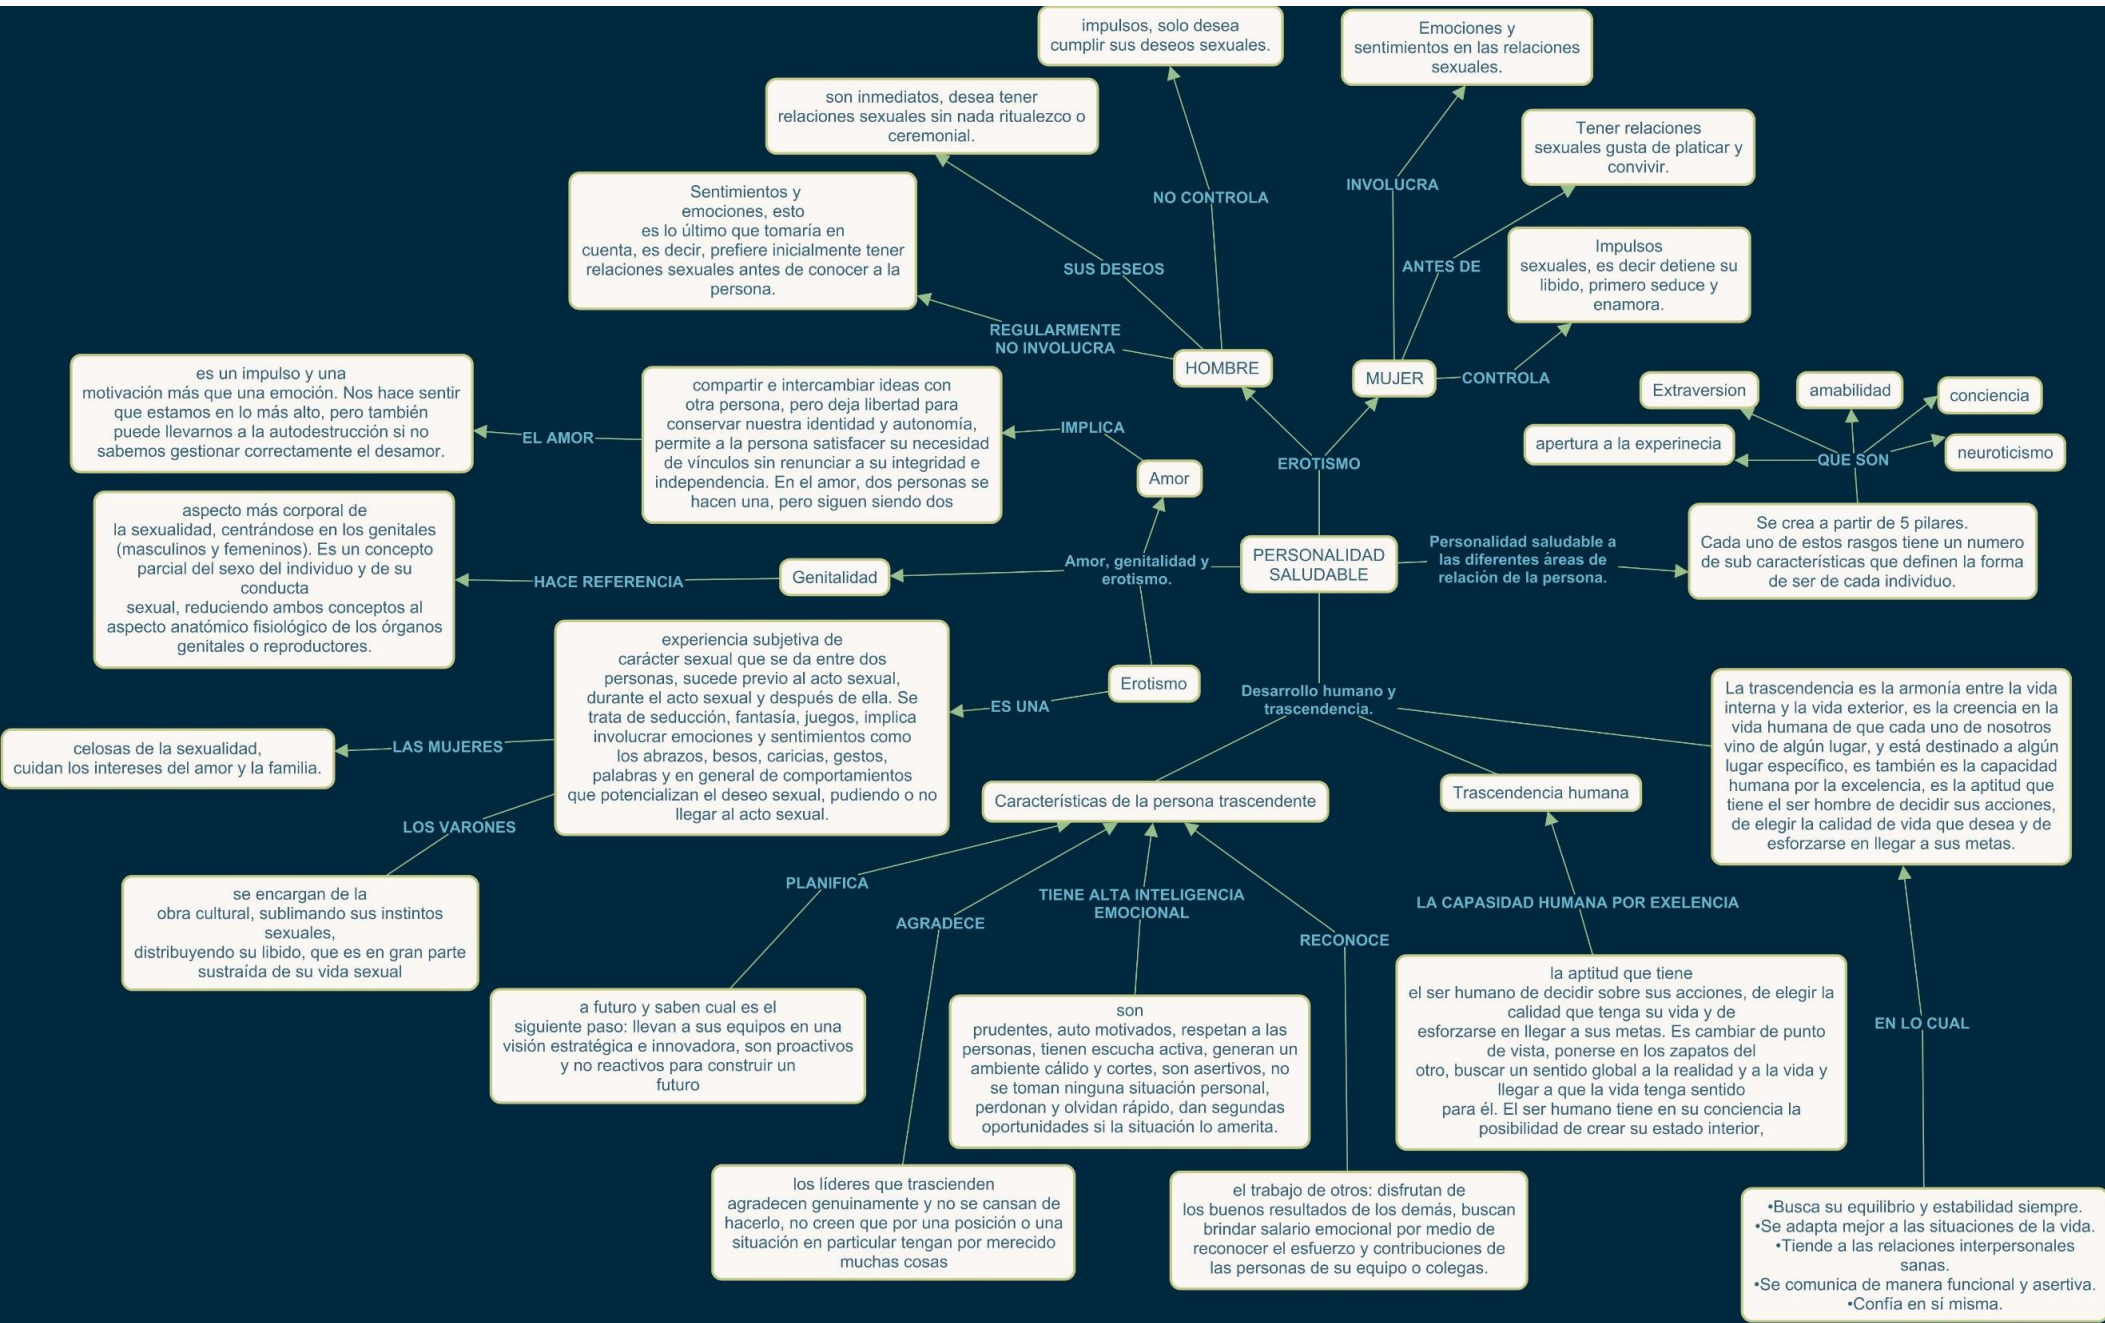 impulsos, solo desea
cumplir sus deseos sexuales.
Emociones y
sentimientos en las relaciones
sexuales.
son inmediatos, desea tener
relaciones sexuales sin nada ritualezco o
ceremonial.
Tener relaciones
sexuales gusta de platicar y
convivir.
Sentimientos y
emociones, esto
es lo último que tomaría en
cuenta, es decir, prefiere inicialmente tener
relaciones sexuales antes de conocer a la
persona.
NO CONTROLA
INVOLUCRA
SUS DESEOS
ANTES DE
Impulsos
sexuales, es decir detiene su
libido, primero seduce y
enamora.
REGULARMENTE
NO INVOLUCRA
HOMBRE
MUJER
CONTROLA
EROTISMO
Extraversion
amabilidad
conciencia
apertura a la experinecia
QUE SON
neuroticismo
es un impulso y una
motivación más que una emoción. Nos hace sentir
que estamos en lo más alto, pero también
puede llevarnos a la autodestrucción si no
sabemos gestionar correctamente el desamor.
EL AMOR
compartir e intercambiar ideas con
otra persona, pero deja libertad para
conservar nuestra identidad y autonomía,
permite a la persona satisfacer su necesidad
de vínculos sin renunciar a su integridad e
independencia. En el amor, dos personas se
hacen una, pero siguen siendo dos
IMPLICA
Amor
aspecto más corporal de
la sexualidad, centrándose en los genitales
(masculinos y femeninos). Es un concepto
parcial del sexo del individuo y de su
conducta
sexual, reduciendo ambos conceptos al
aspecto anatómico fisiológico de los órganos
genitales o reproductores.
HACE REFERENCIA
Genitalidad
Amor, genitalidad y
erotismo.
PERSONALIDAD
SALUDABLE
Personalidad saludable a
las diferentes áreas de
relación de la persona.
Se crea a partir de 5 pilares.
Cada uno de estos rasgos tiene un numero
de sub características que definen la forma
de ser de cada individuo.
experiencia subjetiva de
carácter sexual que se da entre dos
personas, sucede previo al acto sexual,
durante el acto sexual y después de ella. Se
trata de seducción, fantasía, juegos, implica
involucrar emociones y sentimientos como
los abrazos, besos, caricias, gestos,
palabras y en general de comportamientos
que potencializan el deseo sexual, pudiendo o no
llegar al acto sexual.
ES UNA
Erotismo
LAS MUJERES
celosas de la sexualidad,
cuidan los intereses del amor y la familia.
LOS VARONES
se encargan de la
obra cultural, sublimando sus instintos
sexuales,
distribuyendo su libido, que es en gran parte
sustraída de su vida sexual
Desarrollo humano y
trascendencia.
La trascendencia es la armonía entre la vida
interna y la vida exterior, es la creencia en la
vida humana de que cada uno de nosotros
vino de algún lugar, y está destinado a algún
lugar específico, es también es la capacidad
humana por la excelencia, es la aptitud que
tiene el ser hombre de decidir sus acciones,
de elegir la calidad de vida que desea y de
esforzarse en llegar a sus metas.
Características de la persona trascendente
Trascendencia humana
PLANIFICA
AGRADECE
TIENE ALTA INTELIGENCIA
EMOCIONAL
RECONOCE
LA CAPASIDAD HUMANA POR EXELENCIA
EN LO CUAL
a futuro y saben cual es el
siguiente paso: llevan a sus equipos en una
visión estratégica e innovadora, son proactivos
y no reactivos para construir un
futuro
son
prudentes, auto motivados, respetan a las
personas, tienen escucha activa, generan un
ambiente cálido y cortes, son asertivos, no
se toman ninguna situación personal,
perdonan y olvidan rápido, dan segundas
oportunidades si la situación lo amerita.
la aptitud que tiene
el ser humano de decidir sobre sus acciones, de elegir la
calidad que tenga su vida y de
esforzarse en llegar a sus metas. Es cambiar de punto
de vista, ponerse en los zapatos del
otro, buscar un sentido global a la realidad y a la vida y
llegar a que la vida tenga sentido
para él. El ser humano tiene en su conciencia la
posibilidad de crear su estado interior,
los líderes que trascienden
agradecen genuinamente y no se cansan de
hacerlo, no creen que por una posición o una
situación en particular tengan por merecido
muchas cosas
el trabajo de otros: disfrutan de
los buenos resultados de los demás, buscan
brindar salario emocional por medio de
reconocer el esfuerzo y contribuciones de
las personas de su equipo o colegas.
•Busca su equilibrio y estabilidad siempre.
•Se adapta mejor a las situaciones de la vida.
•Tiende a las relaciones interpersonales
sanas.
•Se comunica de manera funcional y asertiva.
•Confía en sí misma.